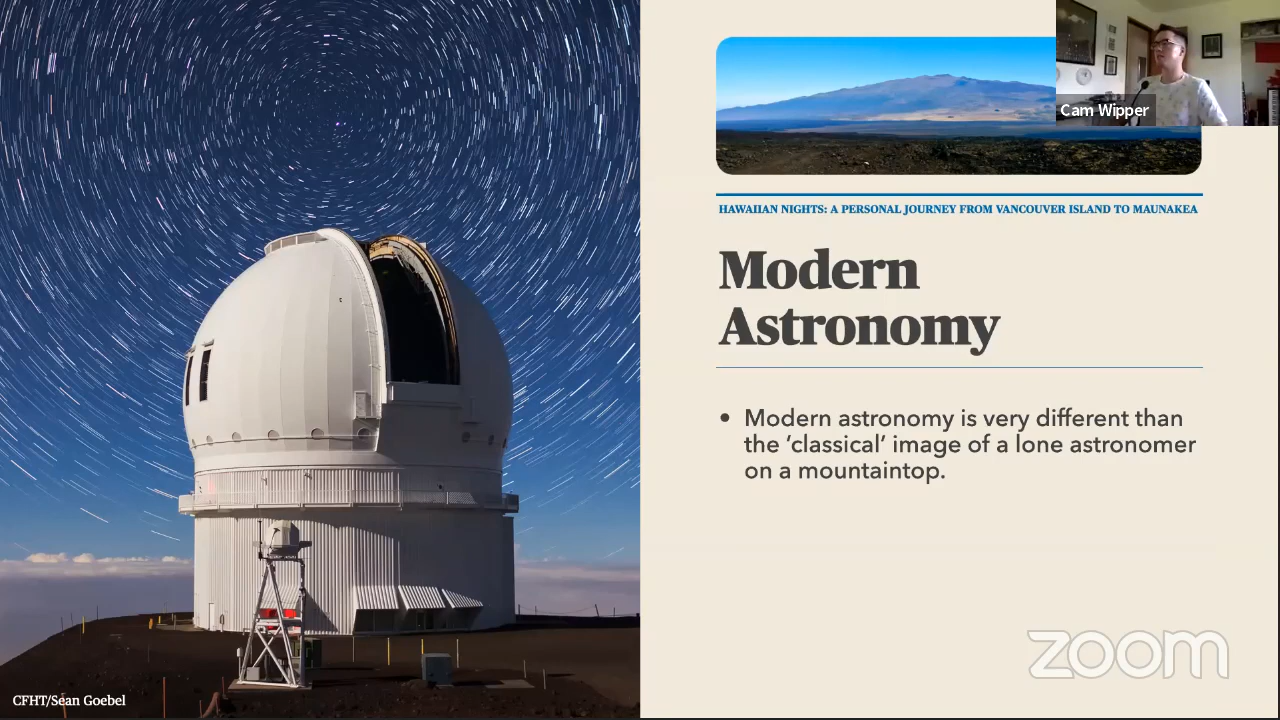 Cam Wipper
HAWAIIAN NIGHTS: A PERSONAL JOURNEY FROM VANCOUVER ISLAND TO MAUNAKEA
Modern
Astronomy
• Modern astronomy is very different than
the ‘classical’ image of a lone astronomer
on a mountaintop.
zoom
CFHT/Sean Goebel